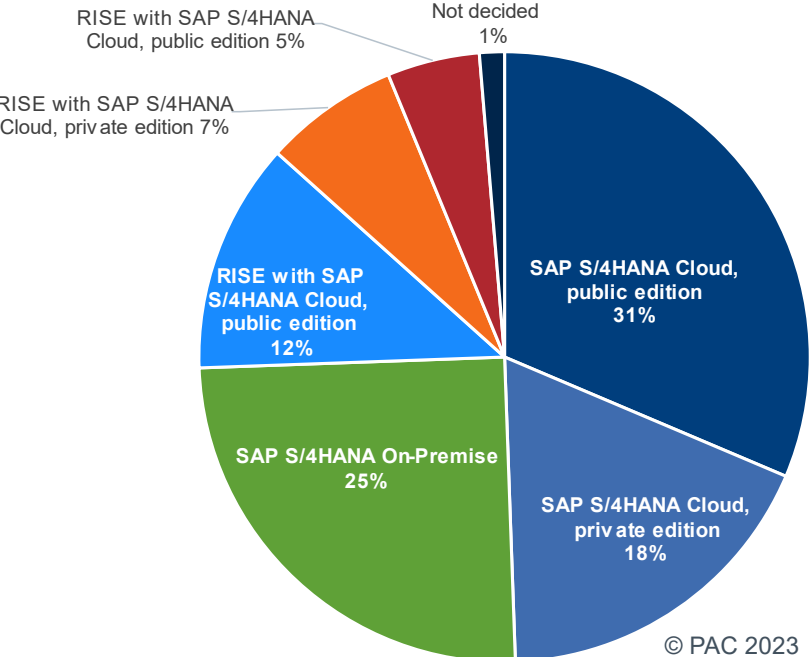 RISE with SAP S/4HANA
Cloud, public edition 5%
Not decided
1%
RISE with SAP S/4HANA
Cloud, private edition 7%
SAP S/4HANA Cloud,
public edition
31%
RISE with SAP
S/4HANA Cloud,
public edition
12%
SAP S/4HANA On-Premise
25%
SAP S/4HANA Cloud,
private edition
18%
© PAC 2023